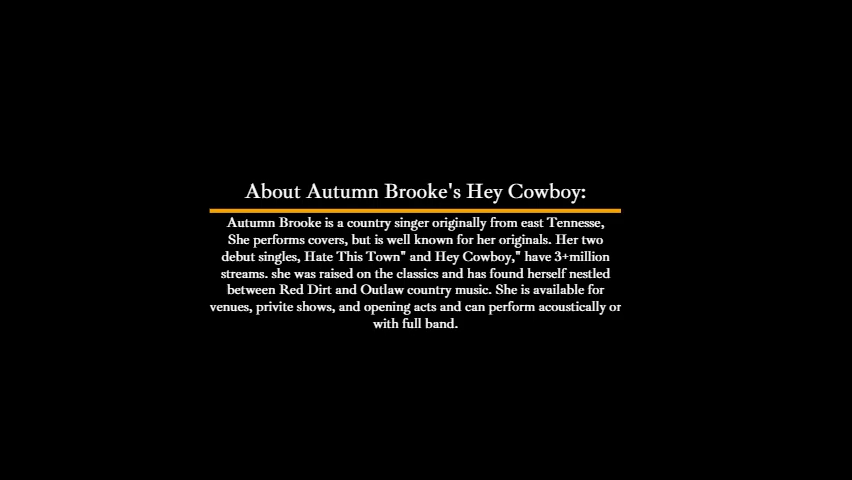 About Autumn Brooke's Hey Cowboy:
Autumn Brooke is a country singer originally from east Tennesse,
She performs covers, but is well known for her originals. Her two
debut singles, Hate This Town" and Hey Cowboy," have 3+million
streams. she was raised on the classics and has found herself nestled
between Red Dirt and Outlaw country music. She is available for
venues, privite shows, and opening acts and can perform acoustically or
with full band.